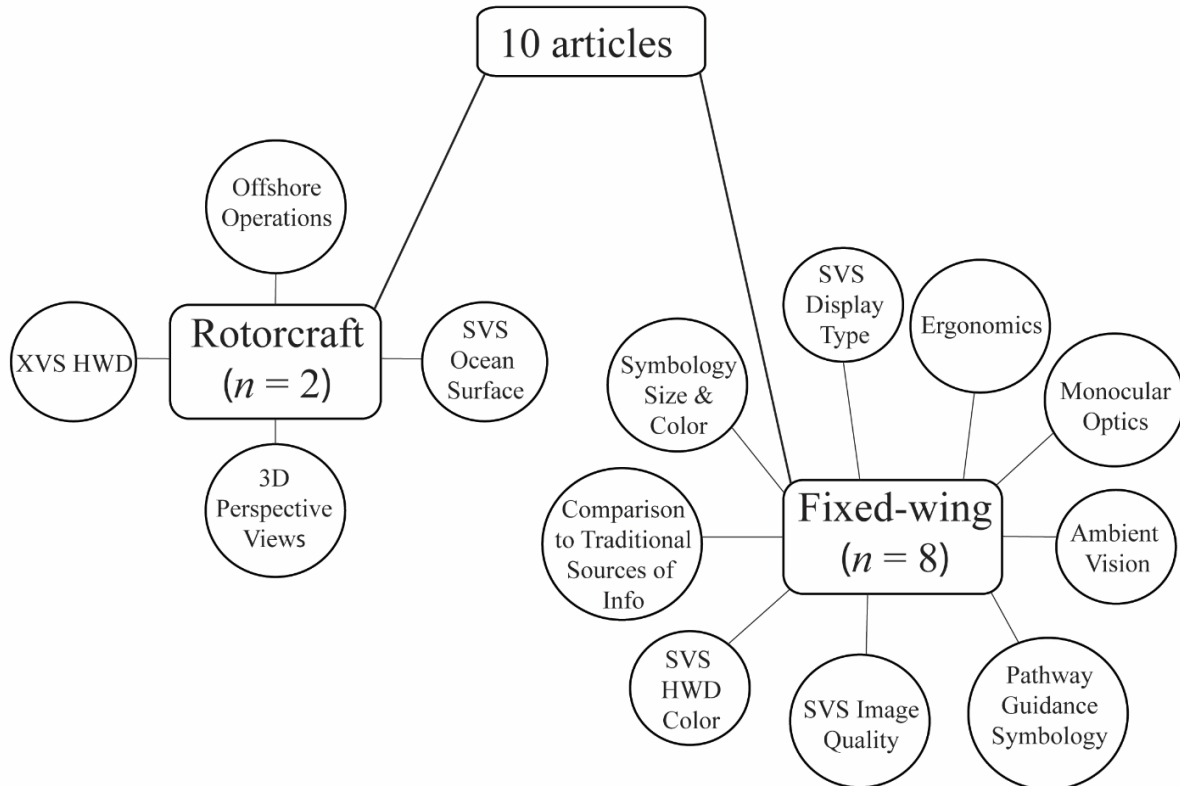 10 articles
Offshore
Operations
XVS HWD
Rotorcraft
(n = 2)
SVS
Ocean
Surface
3D
Perspective
Views
SVS
Display
Type
Ergonomics
Symbology
Size &
Color
Monocular
Optics
Comparison
to Traditional
Sources of
Info
Fixed-wing
(n = 8)
Ambient
Vision
SVS
HWD
Color
SVS Image
Quality
Pathway
Guidance
Symbology